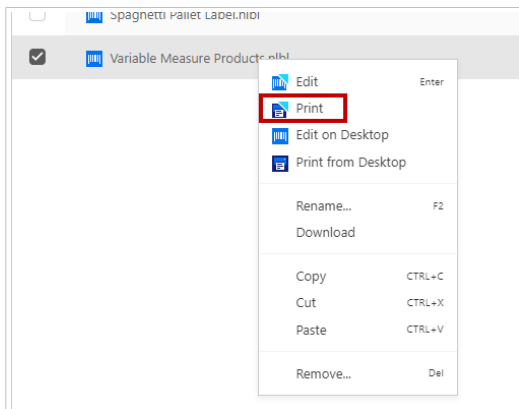 Spaghetti Pallet Label.nlbl
Variable Measure Products.nlbl
Edit Enter
Print
Edit on Desktop
Print from Desktop
Rename... F2
Download
Copy CTRL+C
Cut CTRL+X
Paste CTRL+V
Remove... Del